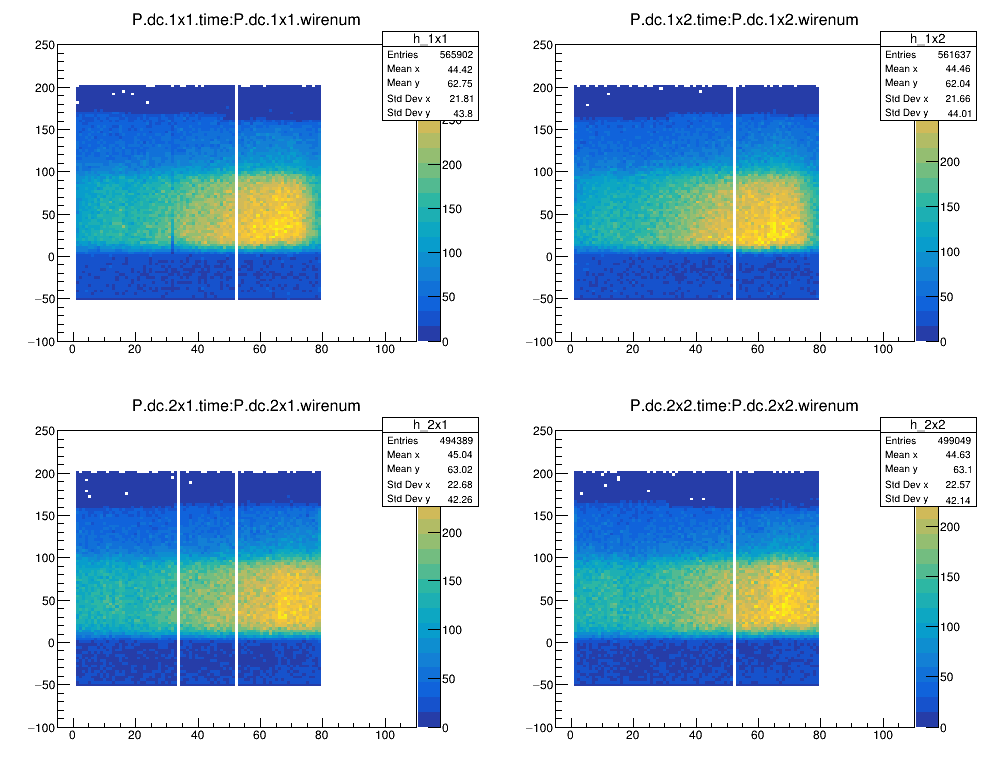 P.dc.1x1.time:P.dc.1x1.wirenum
h_1x1
Entries 565902
Mean x 44.42
Mean y 62.75
Std Dev x 21.81
Std Dev y 43.8
250
200
150
100
50
0
−50
−100
0 20 40 60 80 100
200
150
100
50
0
P.dc.1x2.time:P.dc.1x2.wirenum
h_1x2
Entries 561637
Mean x 44.46
Mean y 62.04
Std Dev x 21.66
Std Dev y 44.01
250
200
150
100
50
0
−50
−100
0 20 40 60 80 100
200
150
100
50
0
P.dc.2x1.time:P.dc.2x1.wirenum
h_2x1
Entries 494389
Mean x 45.04
Mean y 63.02
Std Dev x 22.68
Std Dev y 42.26
250
200
150
100
50
0
−50
−100
0 20 40 60 80 100
200
150
100
50
0
P.dc.2x2.time:P.dc.2x2.wirenum
h_2x2
Entries 499049
Mean x 44.63
Mean y 63.1
Std Dev x 22.57
Std Dev y 42.14
250
200
150
100
50
0
−50
−100
0 20 40 60 80 100
200
150
100
50
0